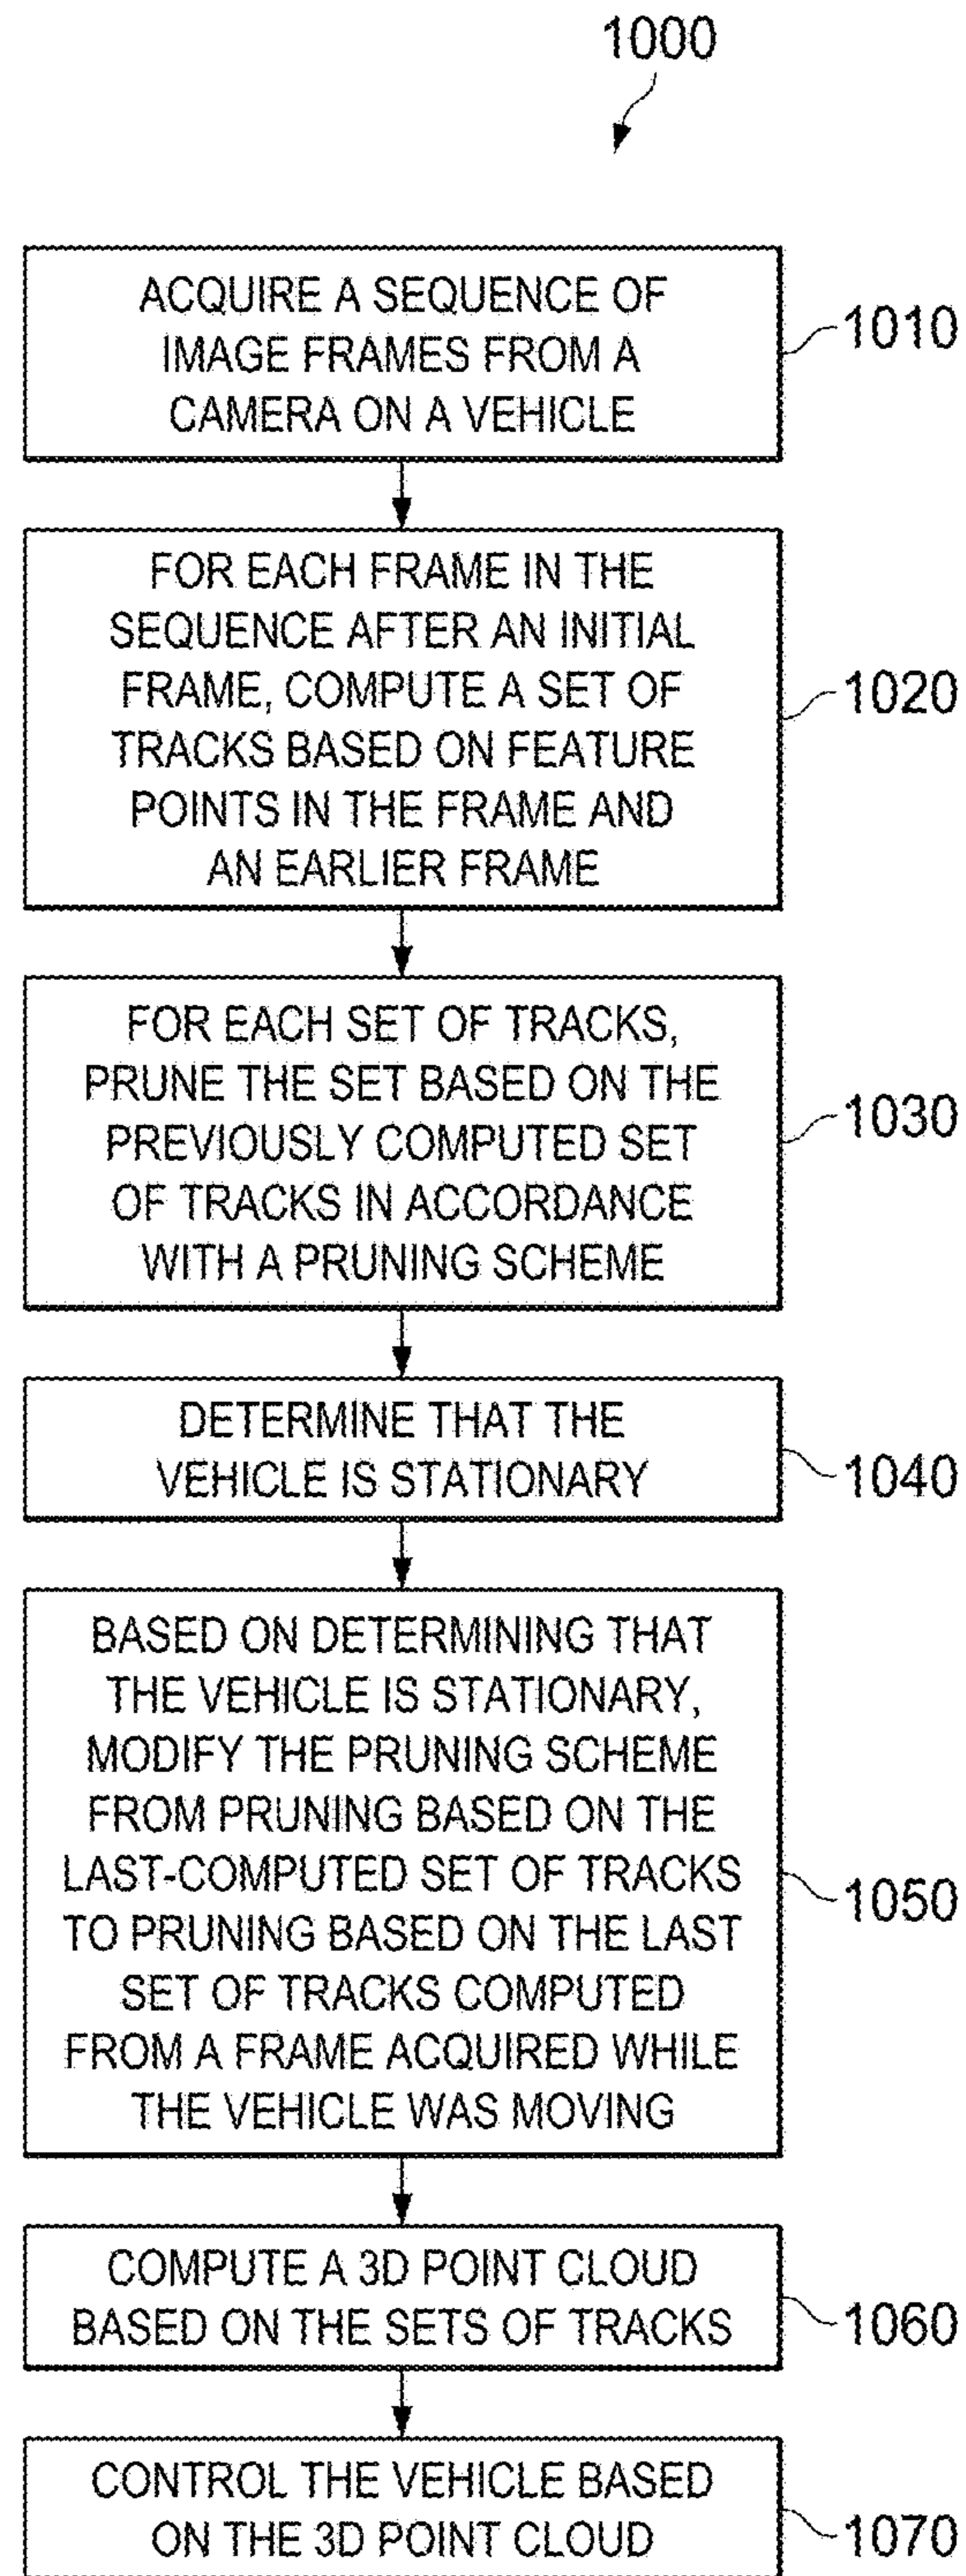 1000
ACQUIRE A SEQUENCE OF
IMAGE FRAMES FROM A
CAMERA ON A VEHICLE
1010
FOR EACH FRAME IN THE
SEQUENCE AFTER AN INITIAL
FRAME, COMPUTE A SET OF
TRACKS BASED ON FEATURE
POINTS IN THE FRAME AND
AN EARLIER FRAME
1020
FOR EACH SET OF TRACKS,
PRUNE THE SET BASED ON THE
PREVIOUSLY COMPUTED SET
OF TRACKS IN ACCORDANCE
WITH A PRUNING SCHEME
1030
DETERMINE THAT THE
VEHICLE IS STATIONARY
1040
BASED ON DETERMINING THAT
THE VEHICLE IS STATIONARY,
MODIFY THE PRUNING SCHEME
FROM PRUNING BASED ON THE
LAST-COMPUTED SET OF TRACKS
TO PRUNING BASED ON THE LAST
SET OF TRACKS COMPUTED
FROM A FRAME ACQUIRED WHILE
THE VEHICLE WAS MOVING
1050
COMPUTE A 3D POINT CLOUD
BASED ON THE SETS OF TRACKS
1060
CONTROL THE VEHICLE BASED
ON THE 3D POINT CLOUD
1070